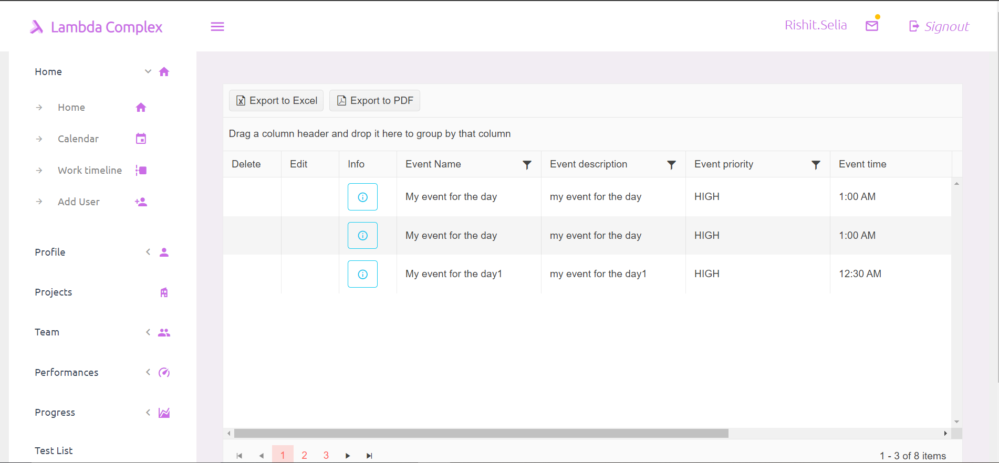 Lambda Complex
Rishit.Selia
Signout
Home
Home
Calendar
Work timeline
Add User
Profile
Projects
Team
Performances
Progress
Test List
Export to Excel Export to PDF
Drag a column header and drop it here to group by that column
Delete Edit Info Event Name Event description Event priority Event time
My event for the day my event for the day HIGH 1:00 AM
My event for the day my event for the day HIGH 1:00 AM
My event for the day1 my event for the day1 HIGH 12:30 AM
1 2 3 1 - 3 of 8 items